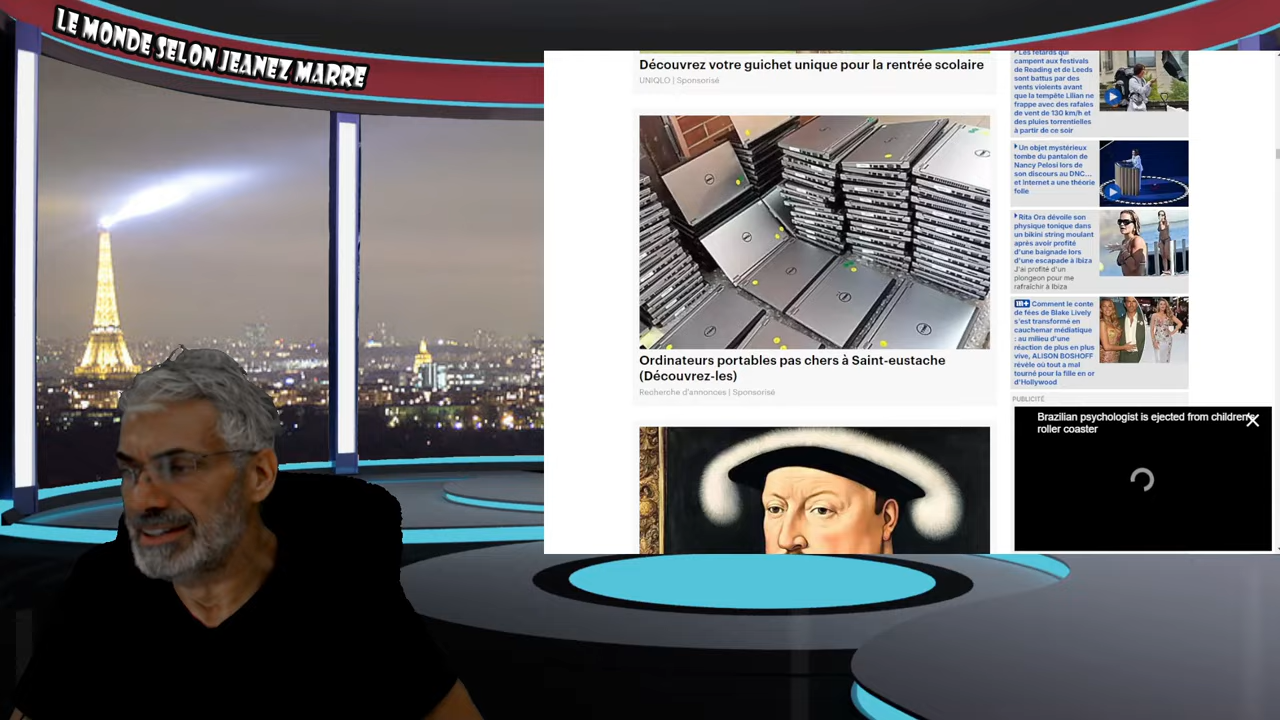 LE MONDE SELON JEANEZ MARRE
Découvrez votre guichet unique pour la rentrée scolaire
UNIQLO | Sponsorisé
Ordinateurs portables pas chers à Saint-eustache
(Découvrez-les)
Recherche d'annonces | Sponsorisé
Les fêtards qui
campent aux festivals
de Reading et de Leeds
sont battus par des
vents violents avant
que la tempête Lilian ne
frappe avec des rafales
de vent de 130 km/h et
des pluies torrentielles
à partir de ce soir
Un objet mystérieux
tombe du pantalon de
Nancy Pelosi lors de
son discours au DNC...
et Internet a une théorie
folle
Rita Ora dévoile son
physique tonique dans
un bikini string moulant
après avoir profité
d'une baignade lors
d'une escapade à Ibiza
J'ai profité d'un
plongeon pour me
rafraîchir à Ibiza
Comment le conte
de fées de Blake Lively
s'est transformé en
cauchemar médiatique
: au milieu d'une
réaction de plus en plus
vive, ALISON BOSHOFF
révèle où tout a mal
tourné pour la fille en or
d'Hollywood
PUBLICITÉ
Brazilian psychologist is ejected from children's
roller coaster